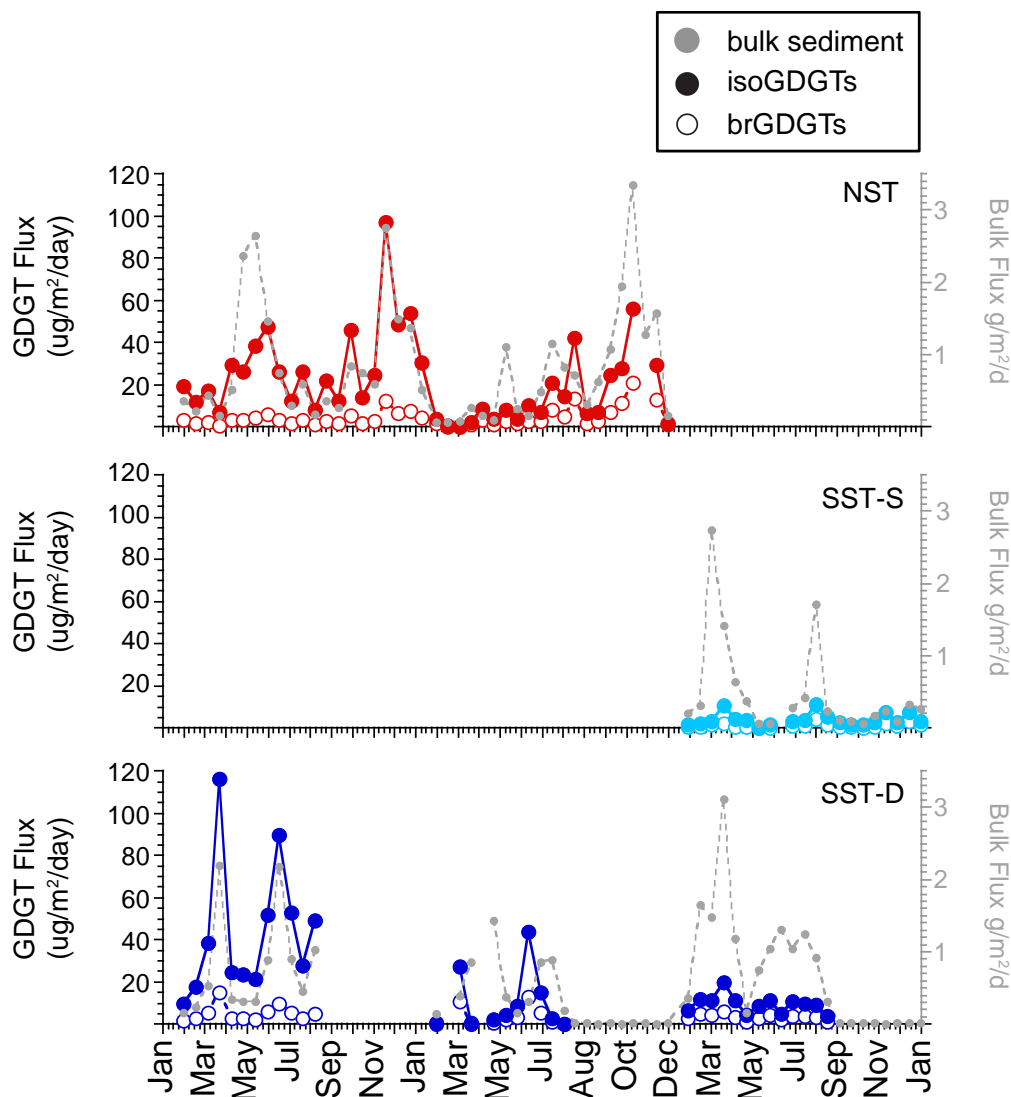 bulk sediment
isoGDGTs
brGDGTs
NST
120
100
80
60
40
20
GDGT Flux
(ug/m²/day)
3
2
1
Bulk Flux g/m²/d
SST-S
120
100
80
60
40
20
GDGT Flux
(ug/m²/day)
3
2
1
Bulk Flux g/m²/d
SST-D
120
100
80
60
40
20
GDGT Flux
(ug/m²/day)
3
2
1
Bulk Flux g/m²/d
Jan Mar May Jul Sep Nov Jan Mar May Jul Aug Oct Dec Mar May Jul Sep Nov Jan